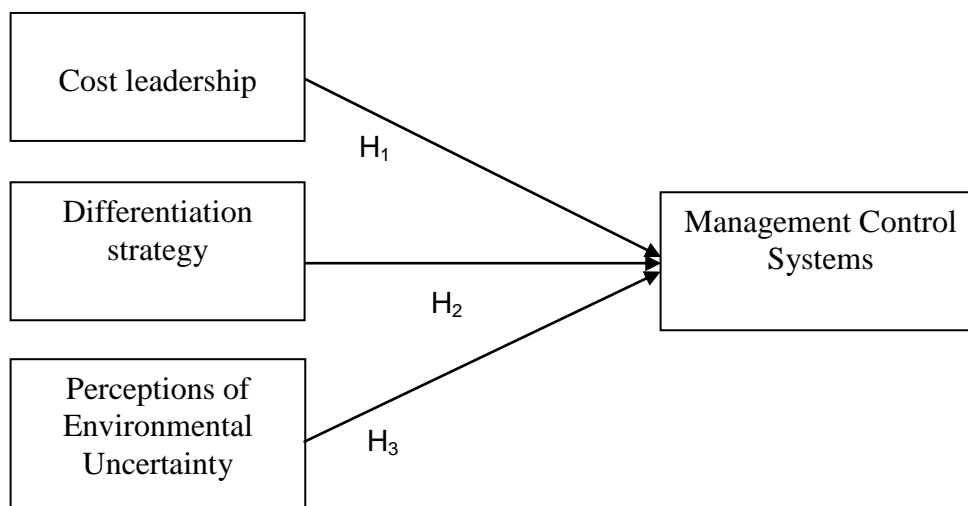 Cost leadership
H₁
Differentiation
strategy
Management Control
Systems
H₂
Perceptions of
Environmental
Uncertainty
H₃